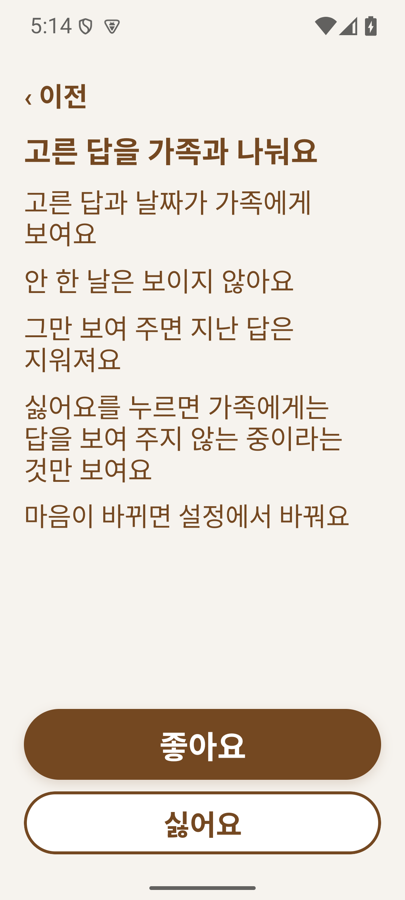 5:14
‹ 이전
고른 답을 가족과 나눠요
고른 답과 날짜가 가족에게
보여요
안 한 날은 보이지 않아요
그만 보여 주면 지난 답은
지워져요
싫어요를 누르면 가족에게는
답을 보여 주지 않는 중이라는
것만 보여요
마음이 바뀌면 설정에서 바꿔요
좋아요
싫어요